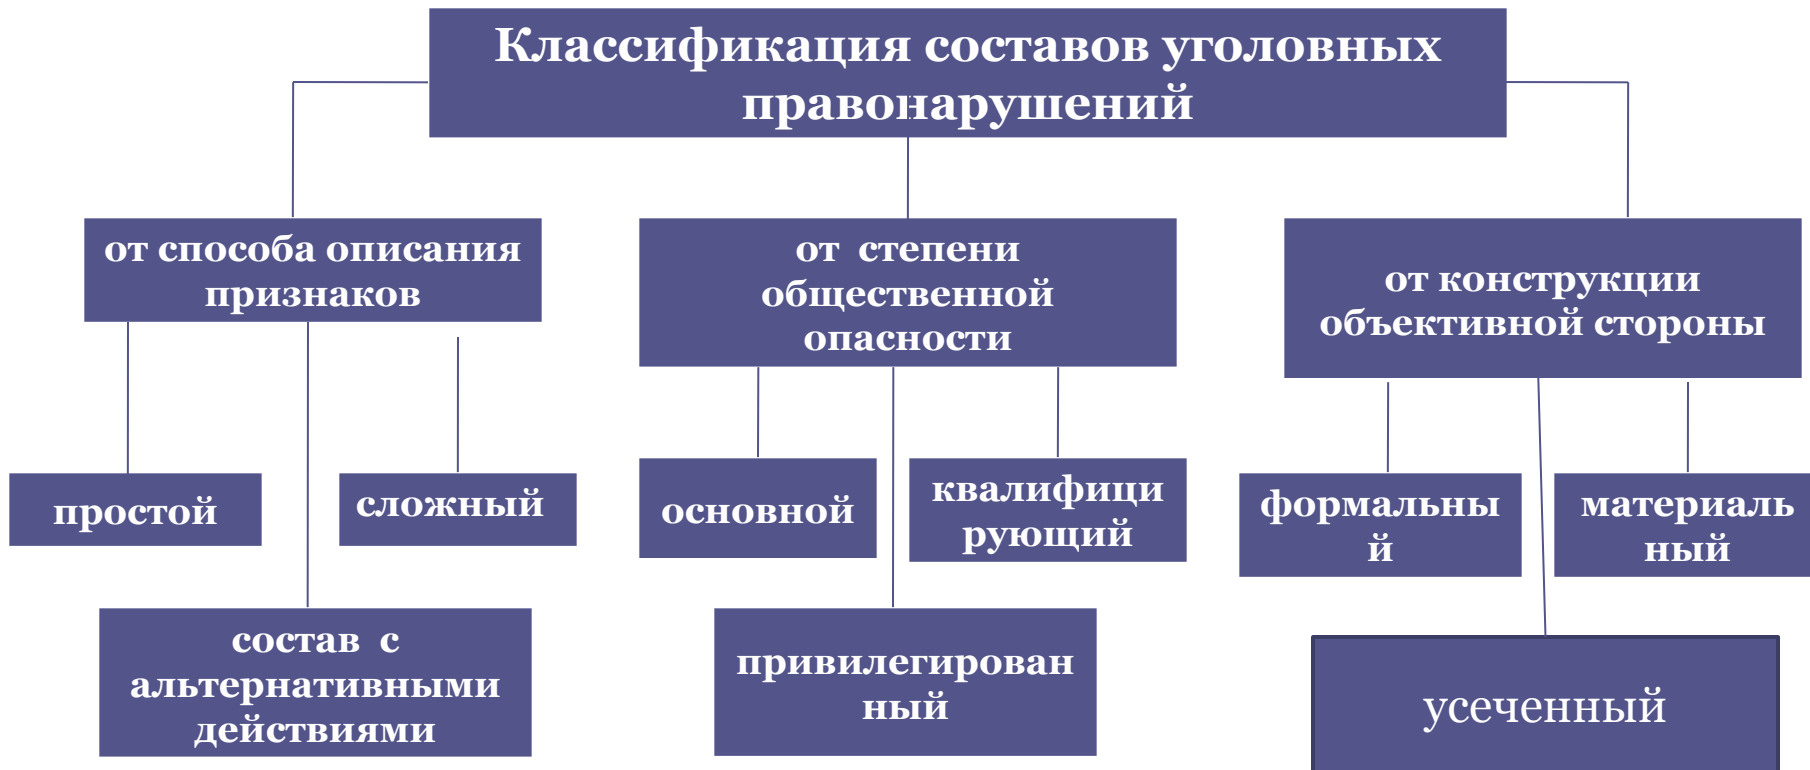 Классификация составов уголовных
правонарушений
от способа описания
признаков
от степени
общественной
опасности
от конструкции
объективной стороны
простой
сложный
состав с
альтернативными
действиями
основной
квалифици
рующий
привилегирован
ный
формальны
й
материаль
ный
усеченный